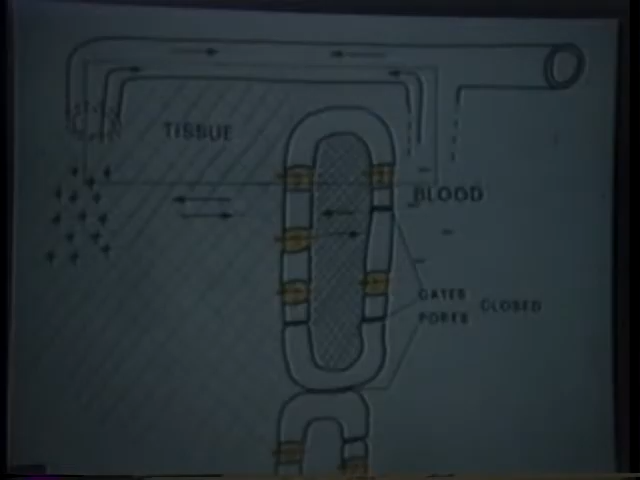 TISSUE
BLOOD
GATES
PORES
CLOSED